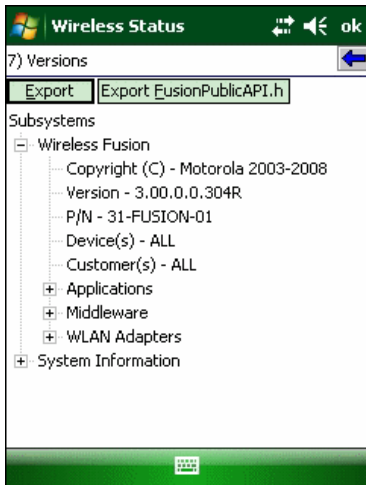 Wireless Status ok
7) Versions
Export Export FusionPublicAPI.h
Subsystems
Wireless Fusion
Copyright (C) - Motorola 2003-2008
Version - 3.00.0.0.304R
P/N - 31-FUSION-01
Device(s) - ALL
Customer(s) - ALL
Applications
Middleware
WLAN Adapters
System Information